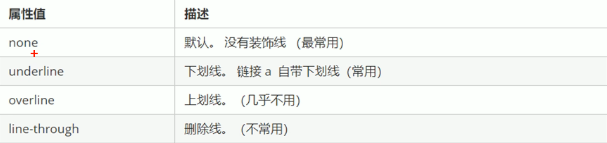 属性值 描述
none 默认。 没有装饰线 (最常用)
underline 下划线。 链接 a 自带下划线 (常用)
overline 上划线。 (几乎不用)
line-through 删除线。 (不常用)